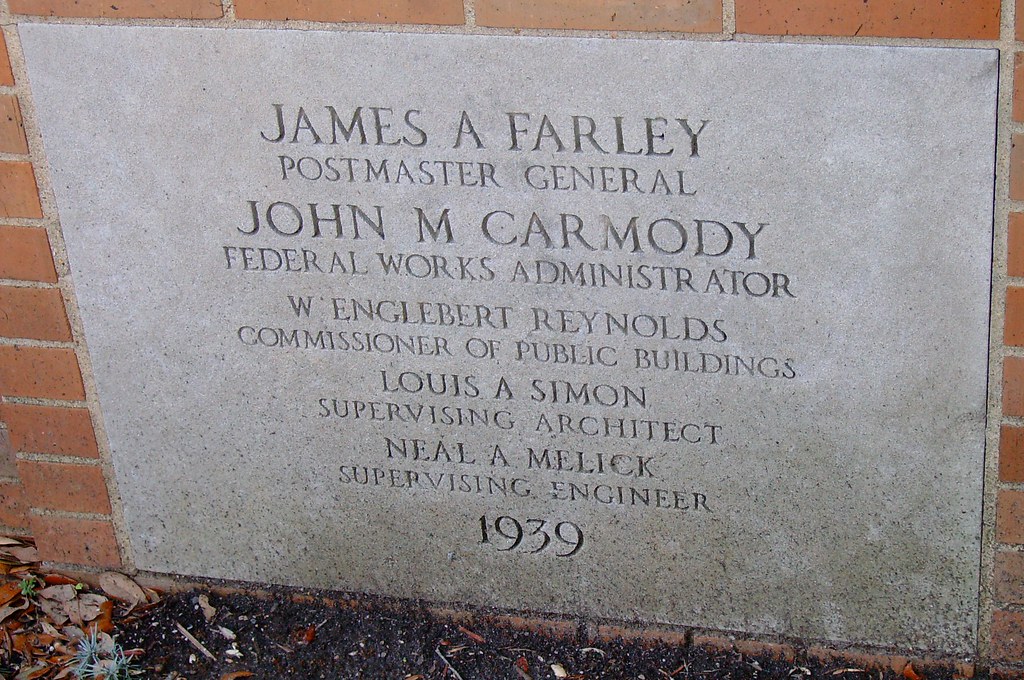 JAMES A FARLEY
POSTMASTER GENERAL
JOHN M CARMODY
FEDERAL WORKS ADMINISTRATOR
W ENGLEBERT REYNOLDS
COMMISSIONER OF PUBLIC BUILDINGS
LOUIS A SIMON
SUPERVISING ARCHITECT
NEAL A MELICK
SUPERVISING ENGINEER
1939